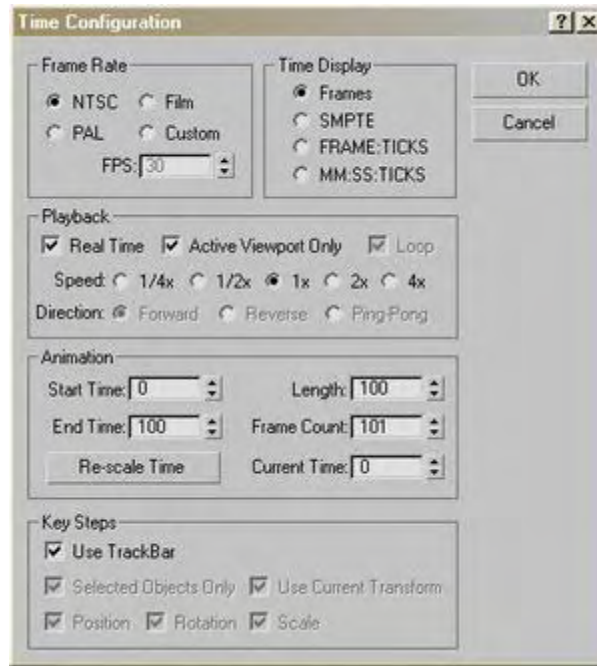 Time Configuration
Frame Rate
NTSC Film
PAL Custom
FPS: 30
Time Display
Frames
SMPTE
FRAME:TICKS
MM:SS:TICKS
OK
Cancel
Playback
Real Time Active Viewport Only Loop
Speed: 1/4x 1/2x 1x 2x 4x
Direction: Forward Reverse Ping-Pong
Animation
Start Time: 0 Length: 100
End Time: 100 Frame Count: 101
Re-scale Time Current Time: 0
Key Steps
Use TrackBar
Selected Objects Only Use Current Transform
Position Rotation Scale